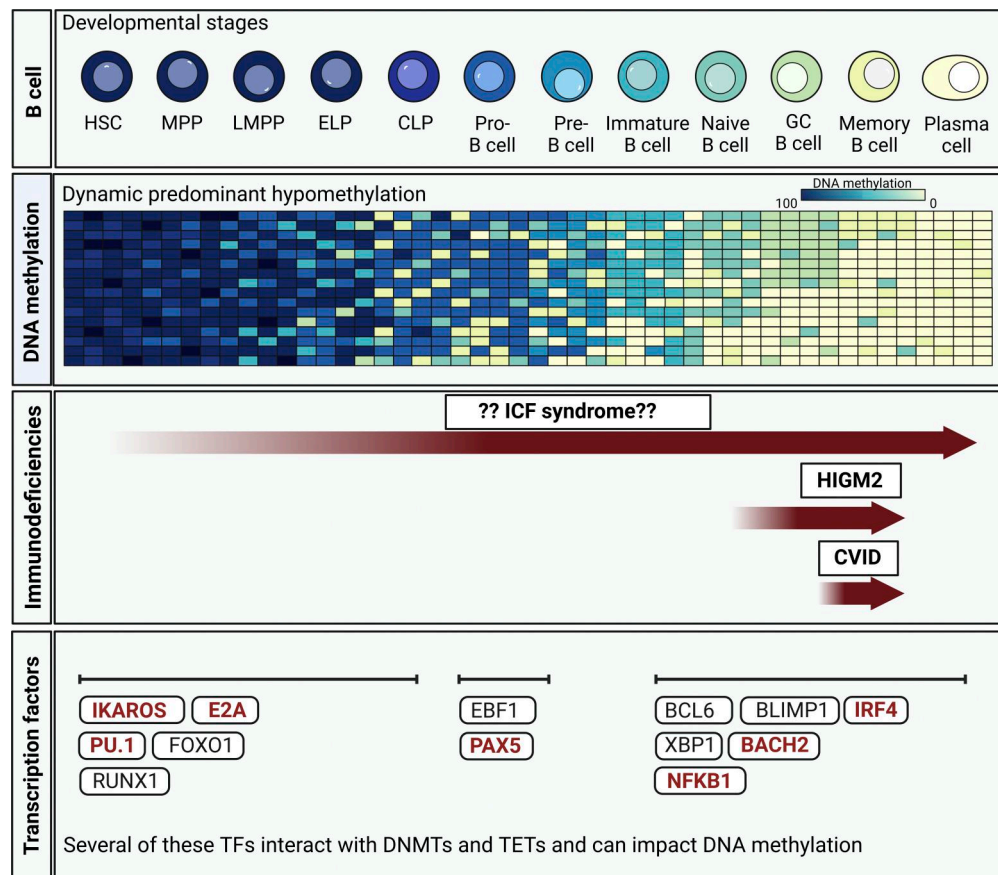 B cell
Developmental stages
HSC
MPP
LMPP
ELP
CLP
Pro-
B cell
Pre-
B cell
Immature
B cell
Naive
B cell
GC
B cell
Memory
B cell
Plasma
cell
DNA methylation
Dynamic predominant hypomethylation
DNA methylation
100
0
Immunodeficiencies
?? ICF syndrome??
HIGM2
CVID
Transcription factors
IKAROS
E2A
PU.1
FOXO1
RUNX1
EBF1
PAX5
BCL6
BLIMP1
IRF4
XBP1
BACH2
NFKB1
Several of these TFs interact with DNMTs and TETs and can impact DNA methylation